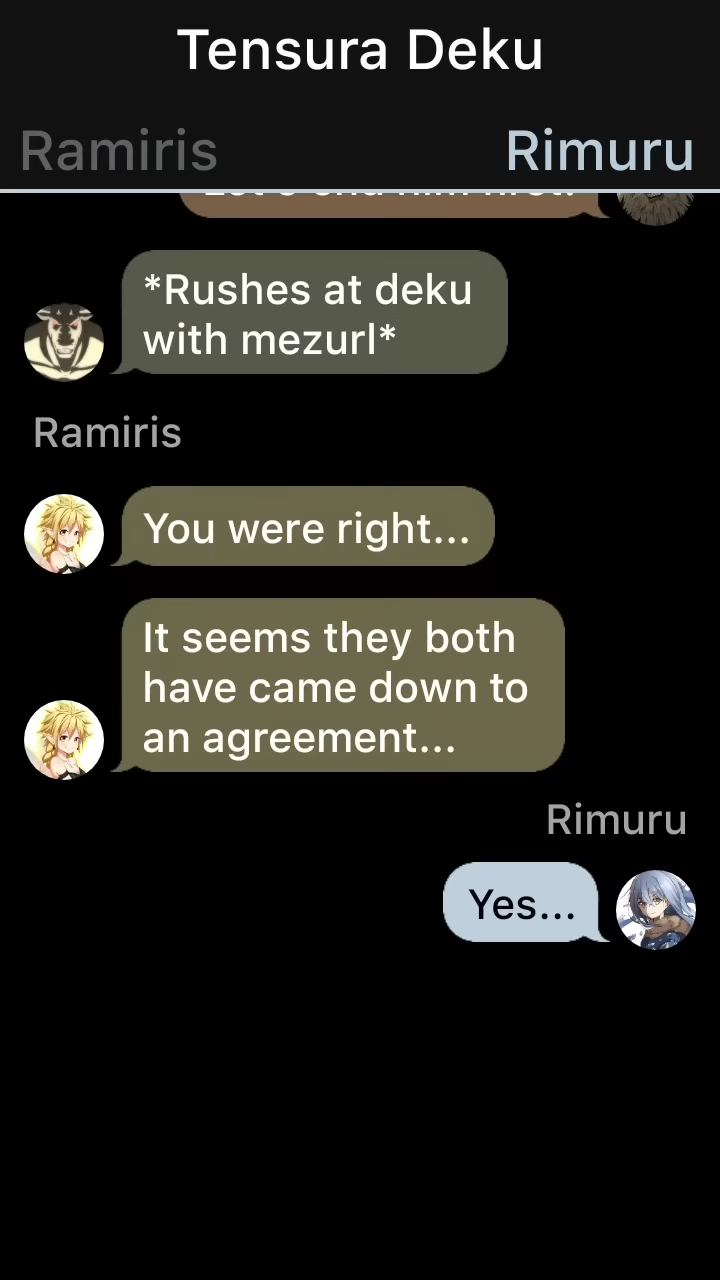 Tensura Deku
Ramiris
Rimuru
*Rushes at deku
with mezurl*
Ramiris
You were right...
It seems they both
have came down to
an agreement...
Rimuru
Yes...